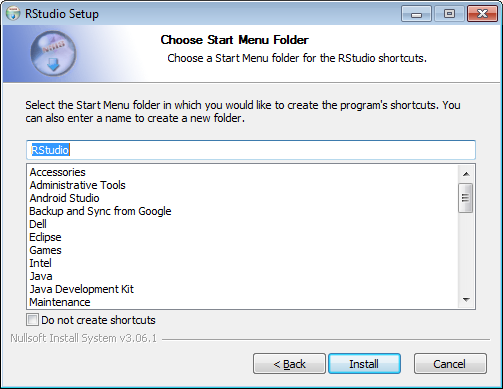 RStudio Setup
Choose Start Menu Folder
Choose a Start Menu folder for the RStudio shortcuts.
Select the Start Menu folder in which you would like to create the program's shortcuts. You
can also enter a name to create a new folder.
RStudio
Accessories
Administrative Tools
Android Studio
Backup and Sync from Google
Dell
Eclipse
Games
Intel
Java
Java Development Kit
Maintenance
Do not create shortcuts
Nullsoft Install System v3.06.1
< Back
Install
Cancel